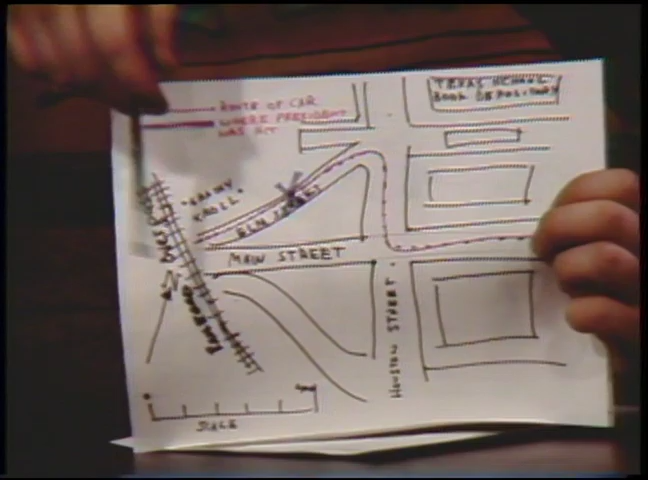 TEXAS SCHOOL
BOOK DEPOSITORY
ROUTE OF CAR
WHERE PRESIDENT
WAS HIT
"GRASSY
KNOLL"
ELM STREET
MAIN STREET
N
HOUSTON STREET
SCALE